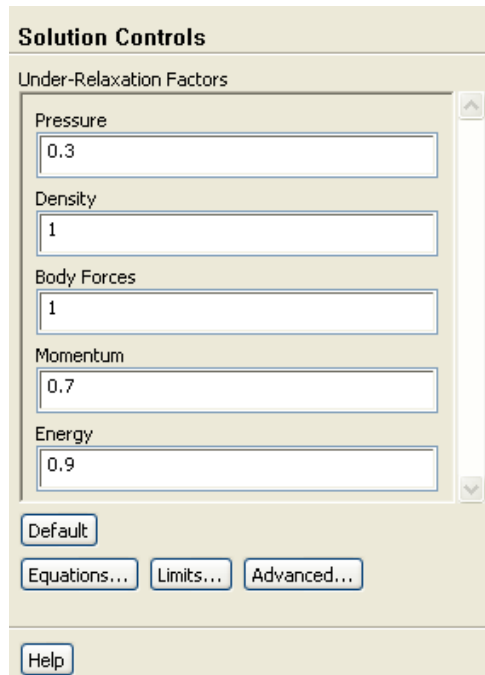 Solution Controls
Under-Relaxation Factors
Pressure
0.3
Density
1
Body Forces
1
Momentum
0.7
Energy
0.9
Default
Equations... Limits... Advanced...
Help